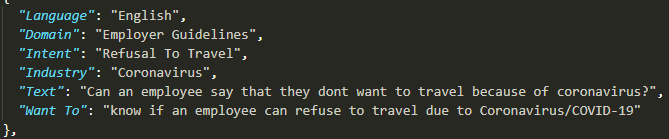 {
"Language": "English",
"Domain": "Employer Guidelines",
"Intent": "Refusal To Travel",
"Industry": "Coronavirus",
"Text": "Can an employee say that they dont want to travel because of coronavirus?",
"Want To": "know if an employee can refuse to travel due to Coronavirus/COVID-19"
},